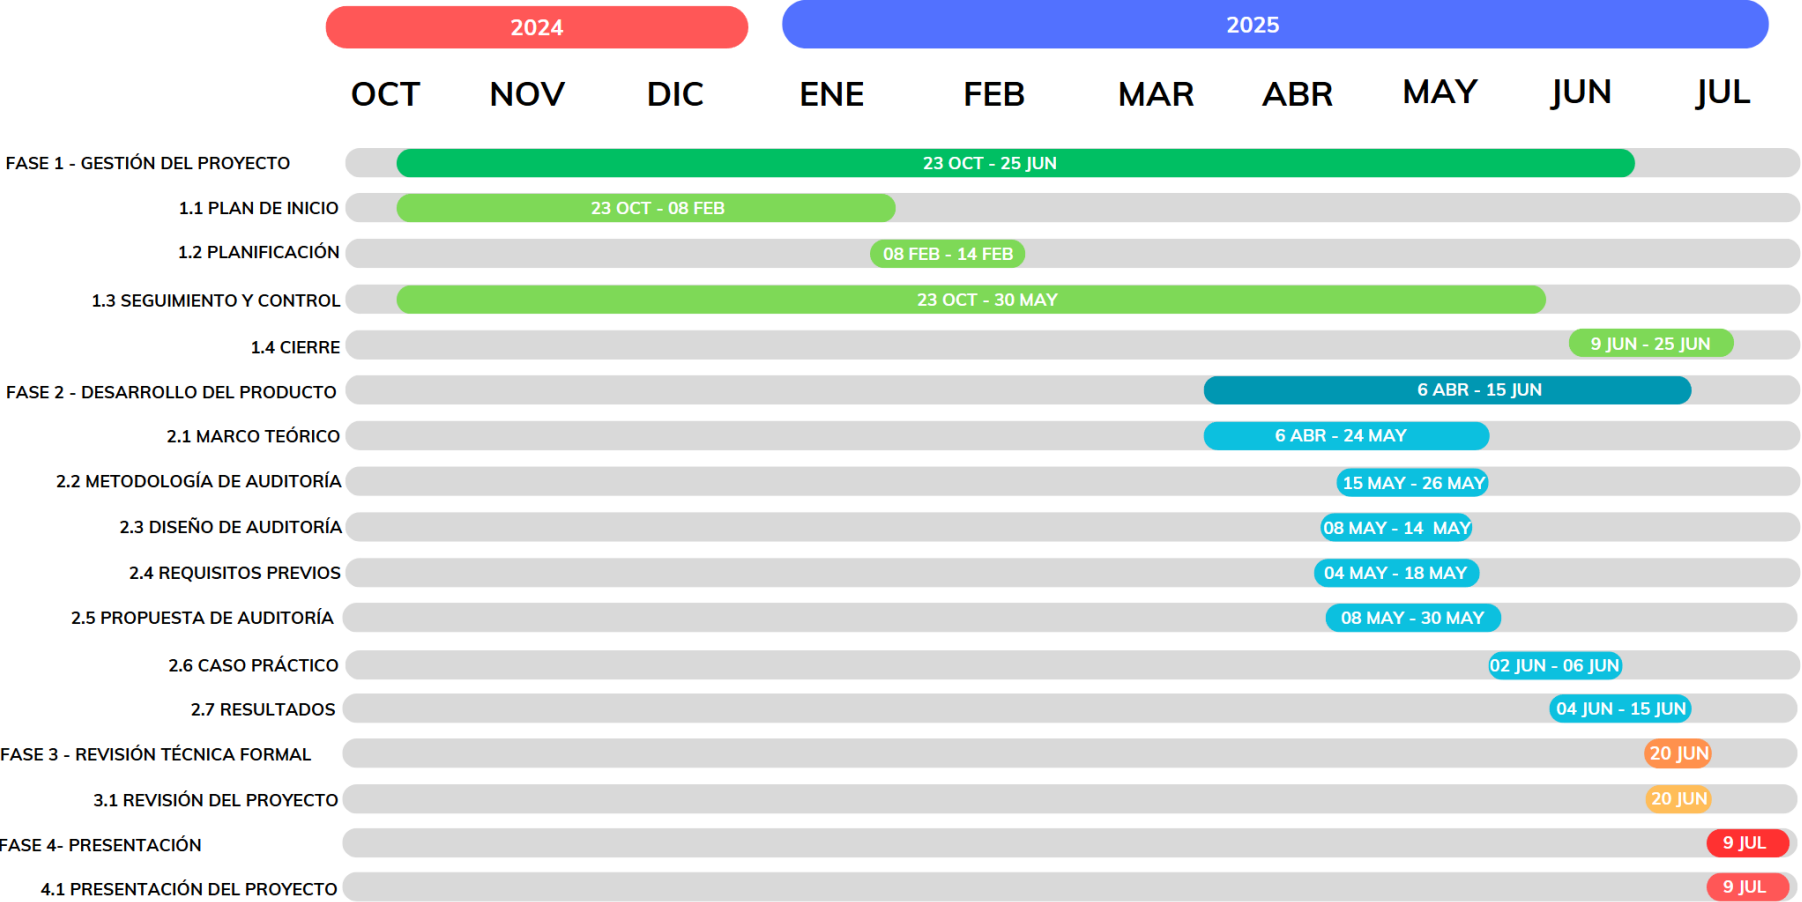 2024 2025
OCT NOV DIC ENE FEB MAR ABR MAY JUN JUL
FASE 1 - GESTIÓN DEL PROYECTO 23 OCT - 25 JUN
1.1 PLAN DE INICIO 23 OCT - 08 FEB
1.2 PLANIFICACIÓN 08 FEB - 14 FEB
1.3 SEGUIMIENTO Y CONTROL 23 OCT - 30 MAY
1.4 CIERRE 9 JUN - 25 JUN
FASE 2 - DESARROLLO DEL PRODUCTO 6 ABR - 15 JUN
2.1 MARCO TEÓRICO 6 ABR - 24 MAY
2.2 METODOLOGÍA DE AUDITORÍA 15 MAY - 26 MAY
2.3 DISEÑO DE AUDITORÍA 08 MAY - 14 MAY
2.4 REQUISITOS PREVIOS 04 MAY - 18 MAY
2.5 PROPUESTA DE AUDITORÍA 08 MAY - 30 MAY
2.6 CASO PRÁCTICO 02 JUN - 06 JUN
2.7 RESULTADOS 04 JUN - 15 JUN
FASE 3 - REVISIÓN TÉCNICA FORMAL 20 JUN
3.1 REVISIÓN DEL PROYECTO 20 JUN
FASE 4- PRESENTACIÓN 9 JUL
4.1 PRESENTACIÓN DEL PROYECTO 9 JUL